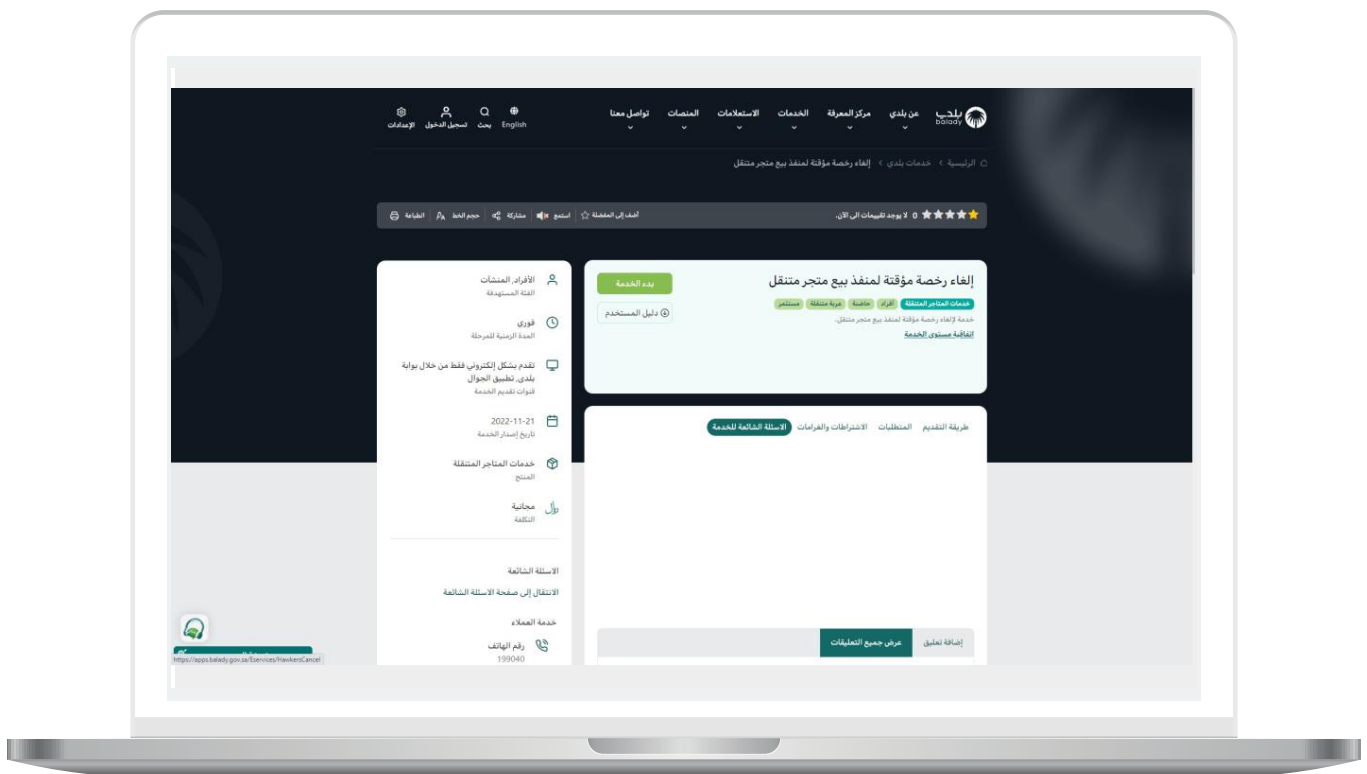 بلدي
balady
عن بلدي
مركز المعرفة
الخدمات
الاستعلامات
المنصات
تواصل معنا
English
بحث
تسجيل الدخول
الإعدادات
الرئيسية › خدمات بلدي › إلغاء رخصة مؤقتة لمنفذ بيع متجر متنقل
0 لا يوجد تقييمات الى الآن.
أضف إلى المفضلة
استمع
مشاركة
حجم الخط
الطباعة
إلغاء رخصة مؤقتة لمنفذ بيع متجر متنقل
خدمات المتاجر المتنقلة
أفراد
حاضنة
عربة متنقلة
مستثمر
خدمة لإلغاء رخصة مؤقتة لمنفذ بيع متجر متنقل.
اتفاقية مستوى الخدمة
بدء الخدمة
دليل المستخدم
طريقة التقديم
المتطلبات
الاشتراطات والغرامات
الاسئلة الشائعة للخدمة
إضافة تعليق
عرض جميع التعليقات
الأفراد, المنشآت
الفئة المستهدفة
فوري
المدة الزمنية للمرحلة
تقدم بشكل إلكتروني فقط من خلال بوابة
بلدي, تطبيق الجوال
قنوات تقديم الخدمة
2022-11-21
تاريخ إصدار الخدمة
خدمات المتاجر المتنقلة
المنتج
مجانية
التكلفة
الاسئلة الشائعة
الانتقال إلى صفحة الاسئلة الشائعة
خدمة العملاء
رقم الهاتف
199040
https://apps.balady.gov.sa/Eservices/HawkersCancel